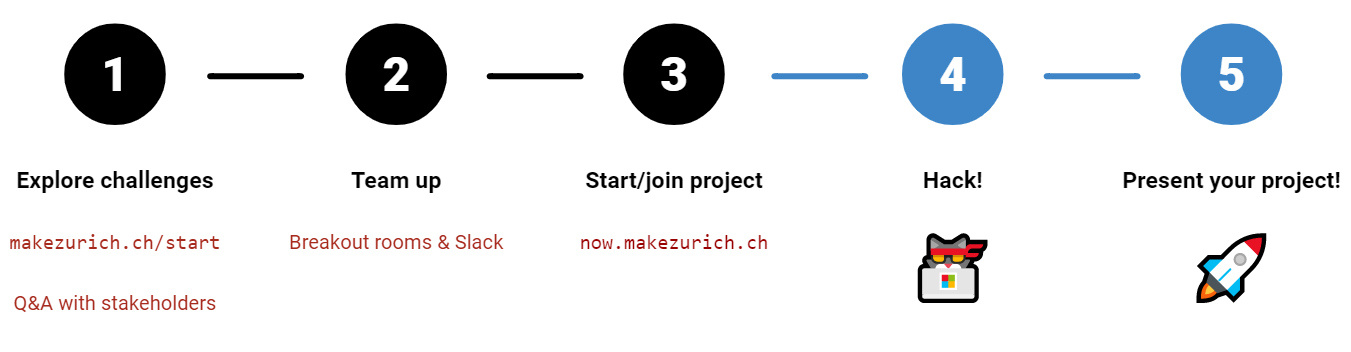 1 2 3 4 5
Explore challenges Team up Start/join project Hack! Present your project!
makezurich.ch/start Breakout rooms & Slack now.makezurich.ch
Q&A with stakeholders